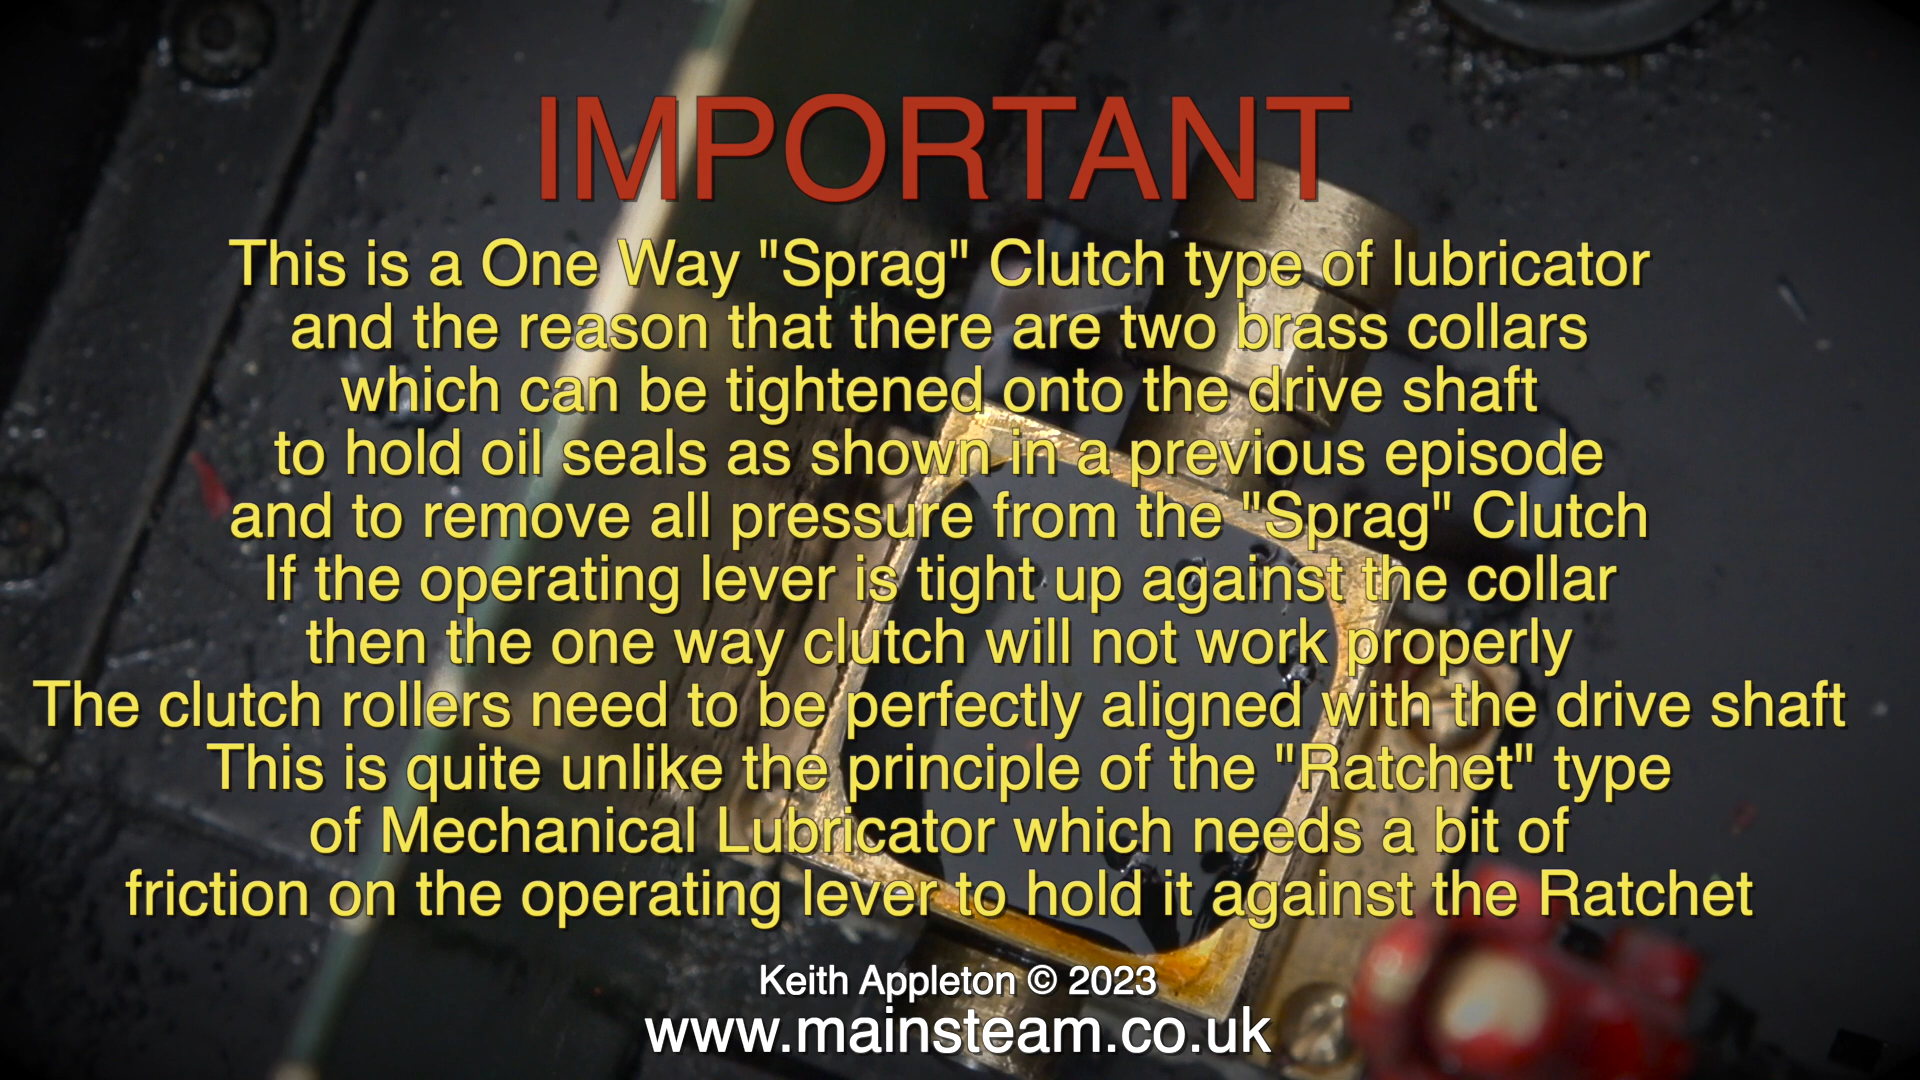 IMPORTANT
This is a One Way "Sprag" Clutch type of lubricator
and the reason that there are two brass collars
which can be tightened onto the drive shaft
to hold oil seals as shown in a previous episode
and to remove all pressure from the "Sprag" Clutch
If the operating lever is tight up against the collar
then the one way clutch will not work properly
The clutch rollers need to be perfectly aligned with the drive shaft
This is quite unlike the principle of the "Ratchet" type
of Mechanical Lubricator which needs a bit of
friction on the operating lever to hold it against the Ratchet
Keith Appleton © 2023
www.mainsteam.co.uk